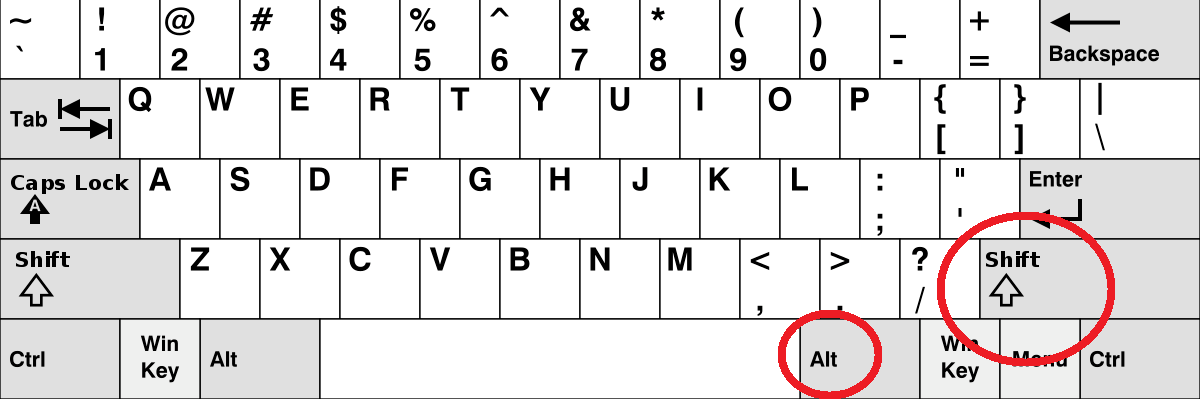 ~ ! @ # $ % ^ & * ( ) _ +
` 1 2 3 4 5 6 7 8 9 0 - = Backspace
Tab Q W E R T Y U I O P { } |
[ ] \
Caps Lock A S D F G H J K L : " Enter
A ; '
Shift Z X C V B N M < > ? Shift
, . /
Ctrl Win Key Alt Alt Win Key Menu Ctrl